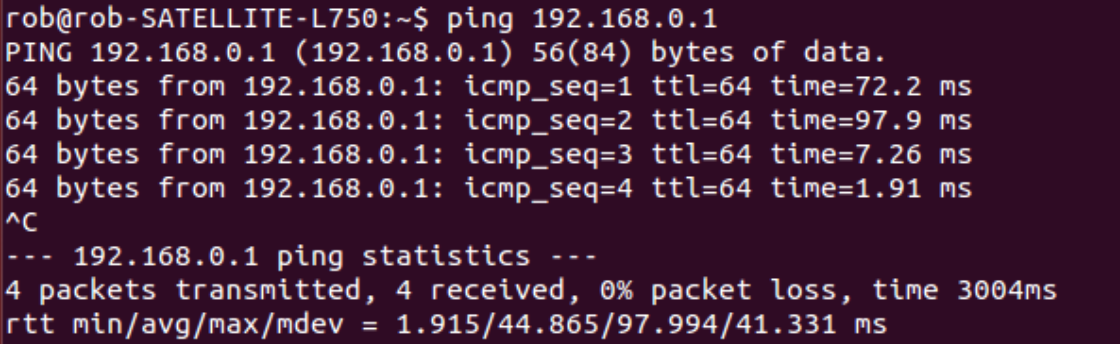 rob@rob-SATELLITE-L750:~$ ping 192.168.0.1
PING 192.168.0.1 (192.168.0.1) 56(84) bytes of data.
64 bytes from 192.168.0.1: icmp_seq=1 ttl=64 time=72.2 ms
64 bytes from 192.168.0.1: icmp_seq=2 ttl=64 time=97.9 ms
64 bytes from 192.168.0.1: icmp_seq=3 ttl=64 time=7.26 ms
64 bytes from 192.168.0.1: icmp_seq=4 ttl=64 time=1.91 ms
^C
--- 192.168.0.1 ping statistics ---
4 packets transmitted, 4 received, 0% packet loss, time 3004ms
rtt min/avg/max/mdev = 1.915/44.865/97.994/41.331 ms